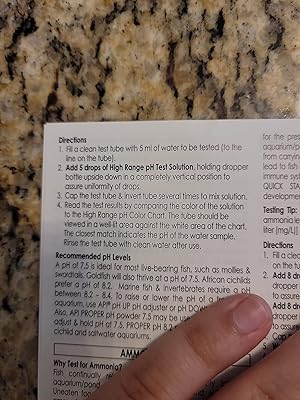 Directions
1. Fill a clean test tube with 5 ml of water to be tested (to the
line on the tube).
2. Add 5 drops of High Range pH Test Solution, holding dropper
bottle upside down in a completely vertical position to
assure uniformity of drops.
3. Cap the test tube & invert tube several times to mix solution.
4. Read the test results by comparing the color of the solution
to the High Range pH Color Chart. The tube should be
viewed in a well-lit area against the white area of the chart.
The closest match indicates the pH of the water sample.
Rinse the test tube with clean water after use.
Recommended pH Levels
A pH of 7.5 is ideal for most live-bearing fish, such as mollies &
swordtails. Goldfish will also thrive at a pH of 7.5. African cichlids
prefer a pH of 8.2. Marine fish & invertebrates require a pH
between 8.2 – 8.4. To raise or lower the pH of a
aquarium, use API® pH UP pH adjuster or pH DOWN
Also, API PROPER pH powder 7.5 may be use
adjust & hold pH at 7.5. PROPER pH 8.2
cichlid and saltwater aquariums.
AMMO
Why Test for Ammonia?
Fish continually
aquarium/pond
Uneaten
for the pres
aquarium/p
from carryin
lead to fish
immune syst
QUICK STA
developmen
Testing Tip:
ammonia le
liter (mg/L)]
Directions
1. Fill a clea
line on t
2. Add 8 dr
dropper
to assur
3. Add 8
dropper
to assu
4.
5. W